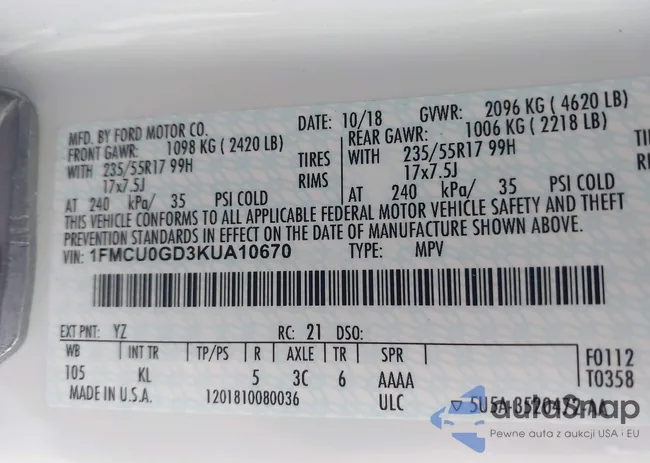 MFD. BY FORD MOTOR CO. DATE: 10/18 GVWR: 2096 KG ( 4620 LB)
FRONT GAWR: 1098 KG ( 2420 LB) REAR GAWR: 1006 KG ( 2218 LB)
WITH 235/55R17 99H TIRES WITH 235/55R17 99H
17x7.5J RIMS 17x7.5J
AT 240 kPa/ 35 PSI COLD AT 240 kPa/ 35 PSI COLD
THIS VEHICLE CONFORMS TO ALL APPLICABLE FEDERAL MOTOR VEHICLE SAFETY AND THEFT
PREVENTION STANDARDS IN EFFECT ON THE DATE OF MANUFACTURE SHOWN ABOVE.
VIN: 1FMCU0GD3KUA10670 TYPE: MPV
EXT PNT: YZ RC: 21 DSO:
WB INT TR TP/PS R AXLE TR SPR F0112
105 KL 5 3C 6 AAAA T0358
MADE IN U.S.A. 1201810080036 ULC ▽ 5U5A-3520472-AA
autoSnap
Pewne auta z aukcji USA i EU